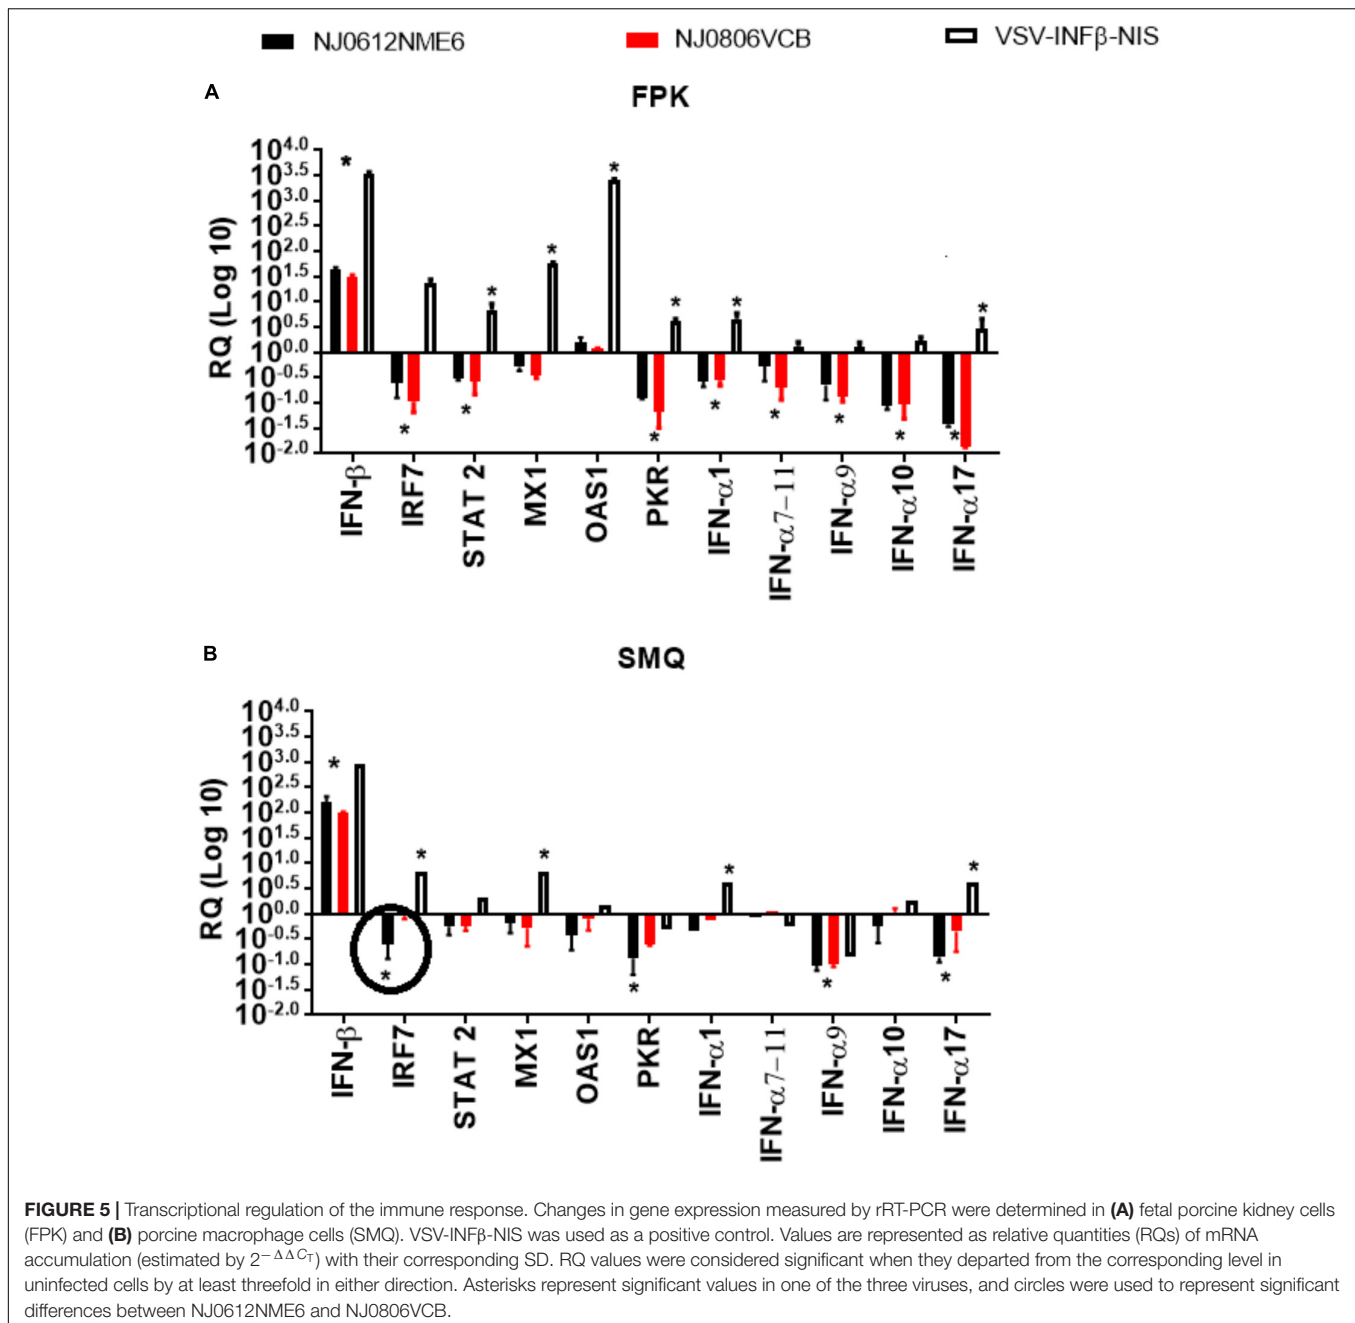 NJ0612NME6 NJ0806VCB VSV-INFβ-NIS
A
FPK
RQ (Log 10)
10^4.0
10^3.5
10^3.0
10^2.5
10^2.0
10^1.5
10^1.0
10^0.5
10^0.0
10^-0.5
10^-1.0
10^-1.5
10^-2.0
* * * * * * *
* * * * * * * *
IFN-β IRF7 STAT 2 MX1 OAS1 PKR IFN-α1 IFN-α7–11 IFN-α9 IFN-α10 IFN-α17
B
SMQ
RQ (Log 10)
10^4.0
10^3.5
10^3.0
10^2.5
10^2.0
10^1.5
10^1.0
10^0.5
10^0.0
10^-0.5
10^-1.0
10^-1.5
10^-2.0
* * * * *
* * * *
IFN-β IRF7 STAT 2 MX1 OAS1 PKR IFN-α1 IFN-α7–11 IFN-α9 IFN-α10 IFN-α17
FIGURE 5 | Transcriptional regulation of the immune response. Changes in gene expression measured by rRT-PCR were determined in (A) fetal porcine kidney cells
(FPK) and (B) porcine macrophage cells (SMQ). VSV-INFβ-NIS was used as a positive control. Values are represented as relative quantities (RQs) of mRNA
accumulation (estimated by 2^−ΔΔC_T) with their corresponding SD. RQ values were considered significant when they departed from the corresponding level in
uninfected cells by at least threefold in either direction. Asterisks represent significant values in one of the three viruses, and circles were used to represent significant
differences between NJ0612NME6 and NJ0806VCB.